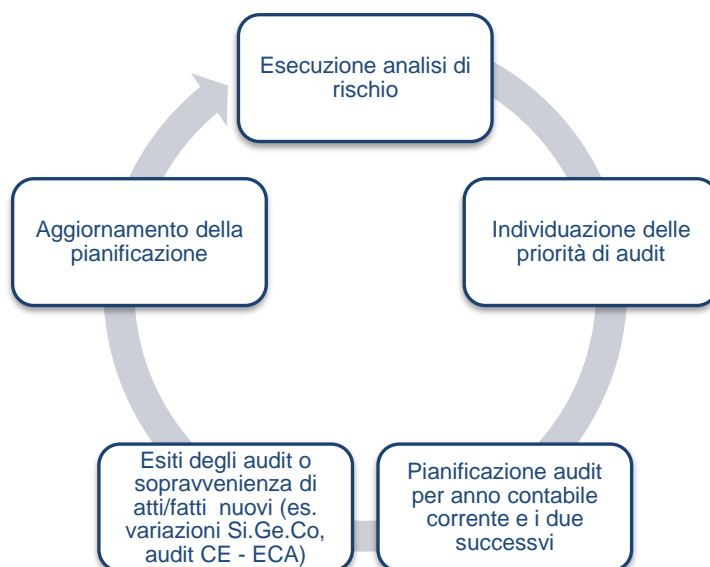 Esecuzione analisi di
rischio
Individuazione delle
priorità di audit
Pianificazione audit
per anno contabile
corrente e i due
successvi
Esiti degli audit o
sopravvenienza di
atti/fatti nuovi (es.
variazioni Si.Ge.Co,
audit CE - ECA)
Aggiornamento della
pianificazione